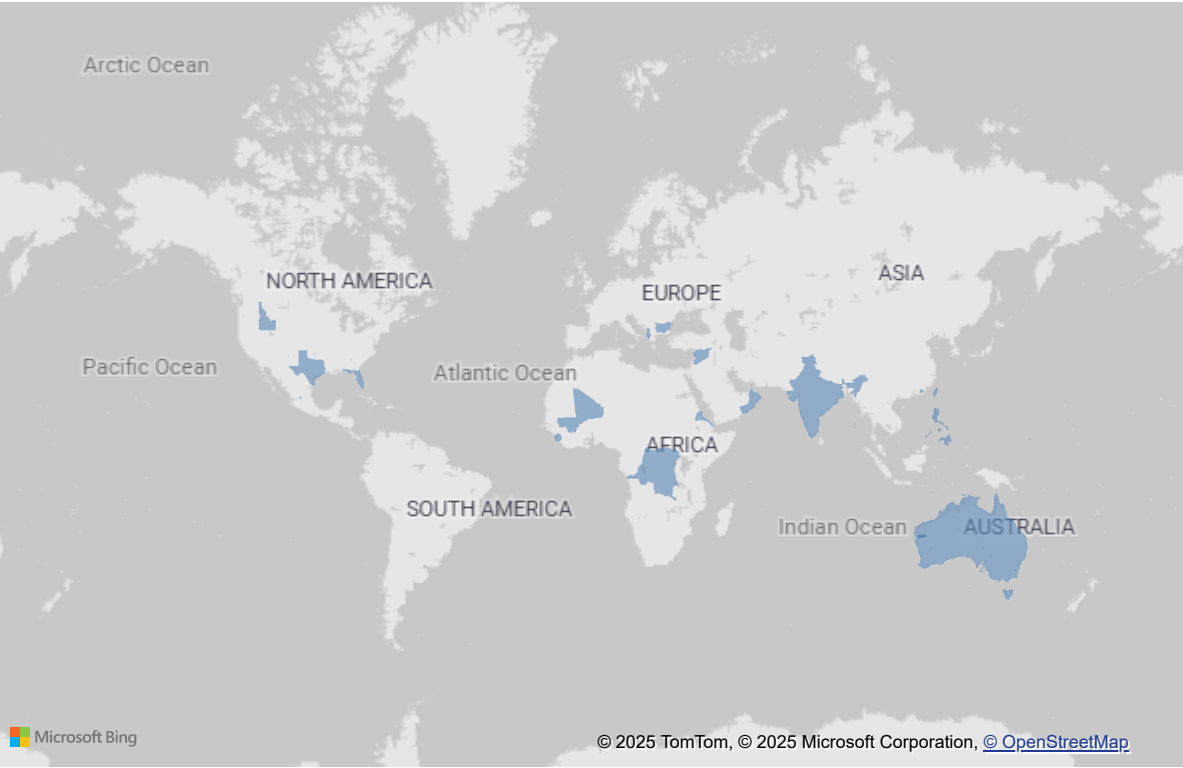 Arctic Ocean
NORTH AMERICA
ASIA
EUROPE
Pacific Ocean
Atlantic Ocean
AFRICA
SOUTH AMERICA
Indian Ocean
AUSTRALIA
Microsoft Bing
© 2025 TomTom, © 2025 Microsoft Corporation, © OpenStreetMap